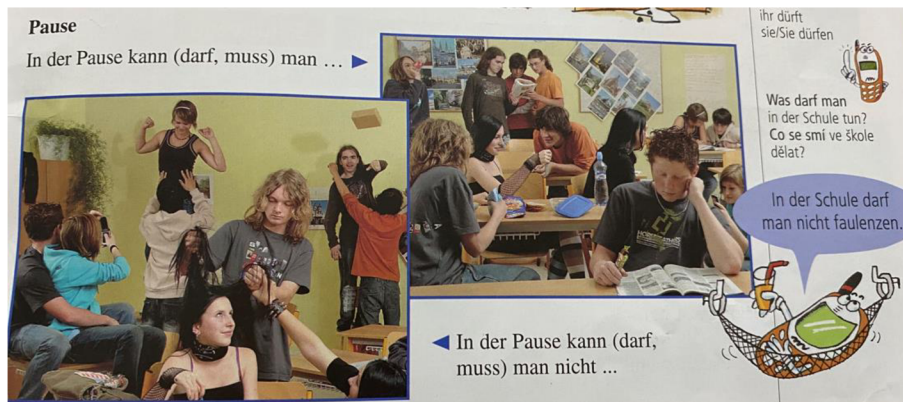 Pause
In der Pause kann (darf, muss) man ... ►
◄ In der Pause kann (darf,
muss) man nicht ...
ihr dürft
sie/Sie dürfen
Was darf man
in der Schule tun?
Co se smí ve škole
dělat?
In der Schule darf
man nicht faulenzen.